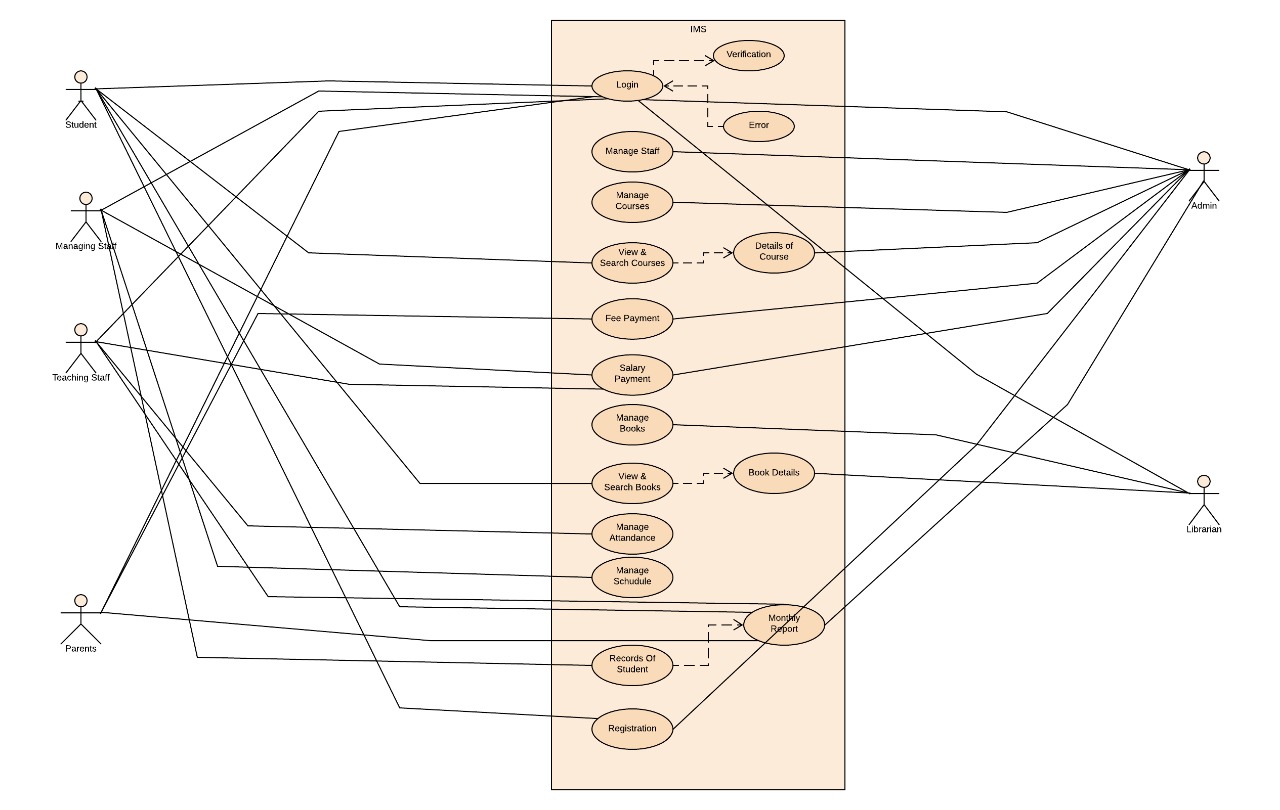 IMS
Verification
Login
Student
Error
Manage Staff
Manage
Courses
Admin
Managing Staff
View &
Search Courses
Details of
Course
Fee Payment
Teaching Staff
Salary
Payment
Manage
Books
View &
Search Books
Book Details
Librarian
Manage
Attandance
Manage
Schudule
Monthly
Report
Parents
Records Of
Student
Registration